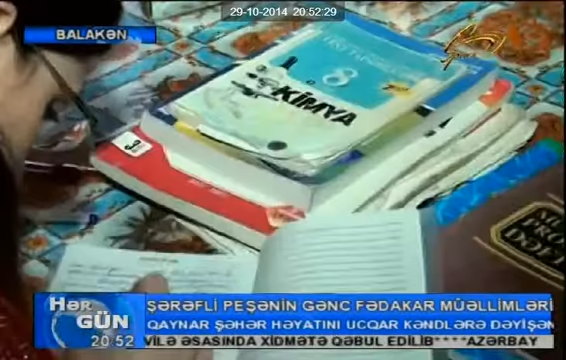 29-10-2014 20:52:29
BALAKƏN
8
KİMYA
3
HƏR
GÜN
20 52
ŞƏRƏFLİ PEŞƏNİN GƏNC FƏDAKAR MÜƏLLİMLƏRİ
QAYNAR ŞƏHƏR HƏYATINI UCQAR KƏNDLƏRƏ DƏYİŞƏN
VİLƏ ƏSASINDA XİDMƏTƏ QƏBUL EDİLİB****AZƏRBAY